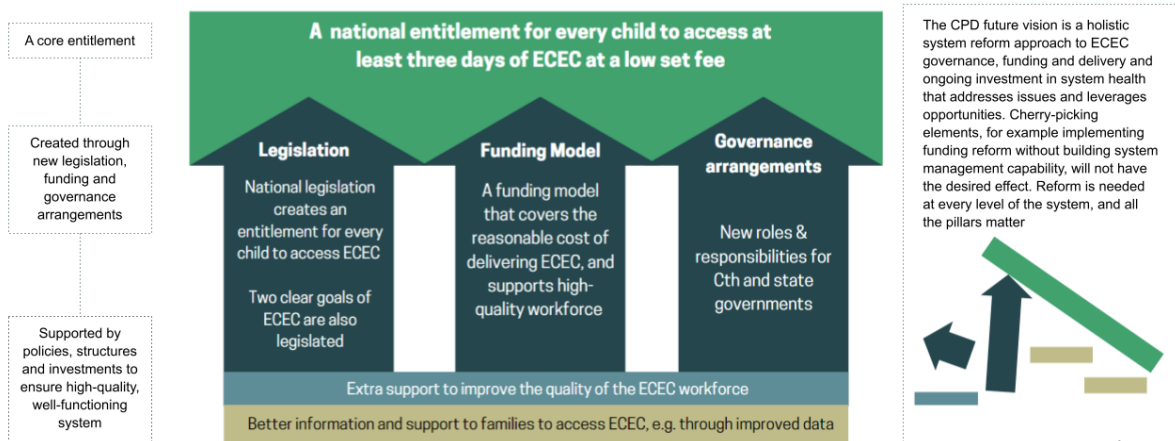 A core entitlement
Created through
new legislation,
funding and
governance
arrangements
Supported by
policies, structures
and investments to
ensure high-quality,
well-functioning
system
A national entitlement for every child to access at
least three days of ECEC at a low set fee
Legislation
National legislation
creates an
entitlement for every
child to access ECEC
Two clear goals of
ECEC are also
legislated
Funding Model
A funding model
that covers the
reasonable cost of
delivering ECEC, and
supports high-
quality workforce
Governance
arrangements
New roles &
responsibilities for
Cth and state
governments
Extra support to improve the quality of the ECEC workforce
Better information and support to families to access ECEC, e.g. through improved data
The CPD future vision is a holistic
system reform approach to ECEC
governance, funding and delivery and
ongoing investment in system health
that addresses issues and leverages
opportunities. Cherry-picking
elements, for example implementing
funding reform without building system
management capability, will not have
the desired effect. Reform is needed
at every level of the system, and all
the pillars matter